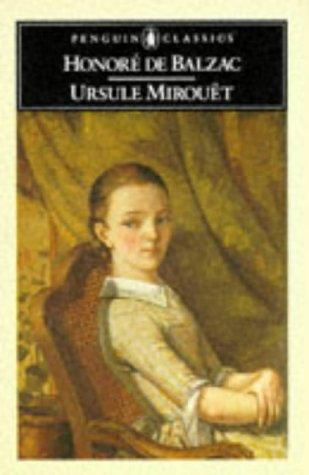 PENGUIN CLASSICS
HONORÉ DE BALZAC
URSULE MIROUËT